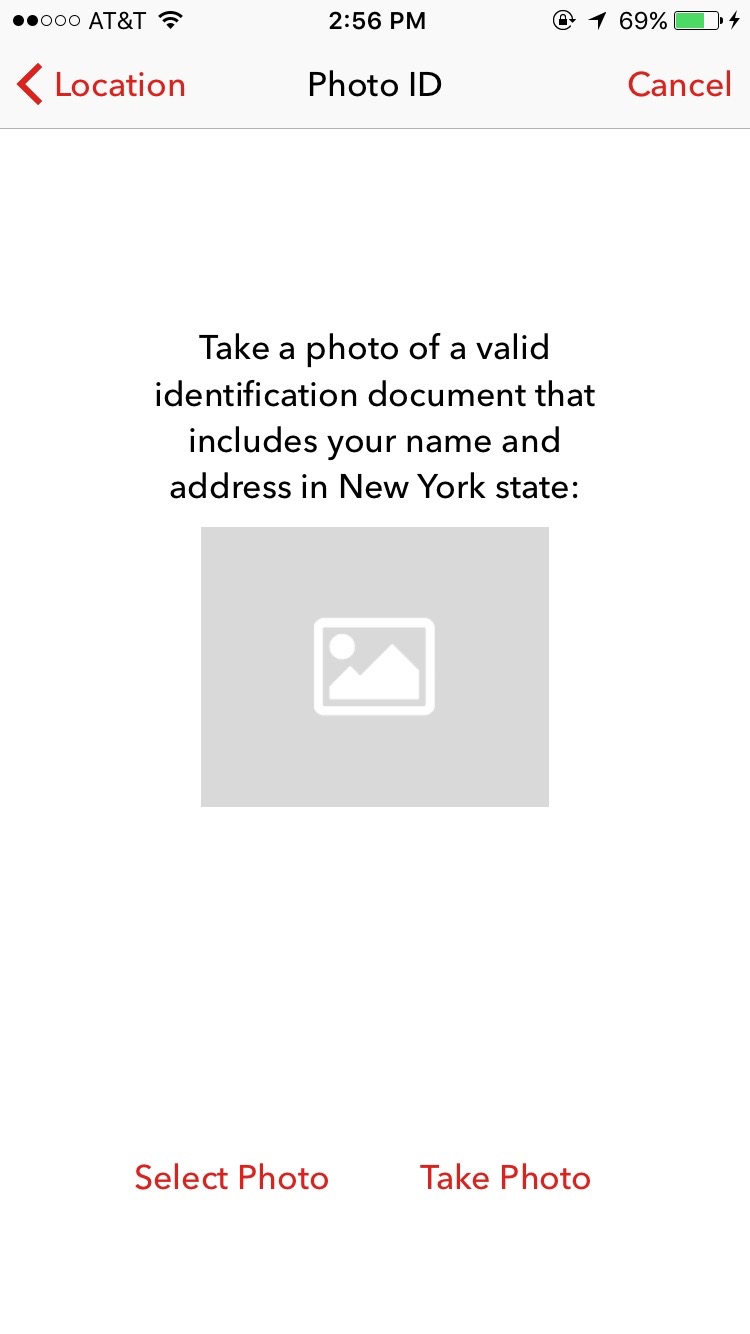 AT&T 2:56 PM 69%
Location Photo ID Cancel
Take a photo of a valid
identification document that
includes your name and
address in New York state:
Select Photo Take Photo